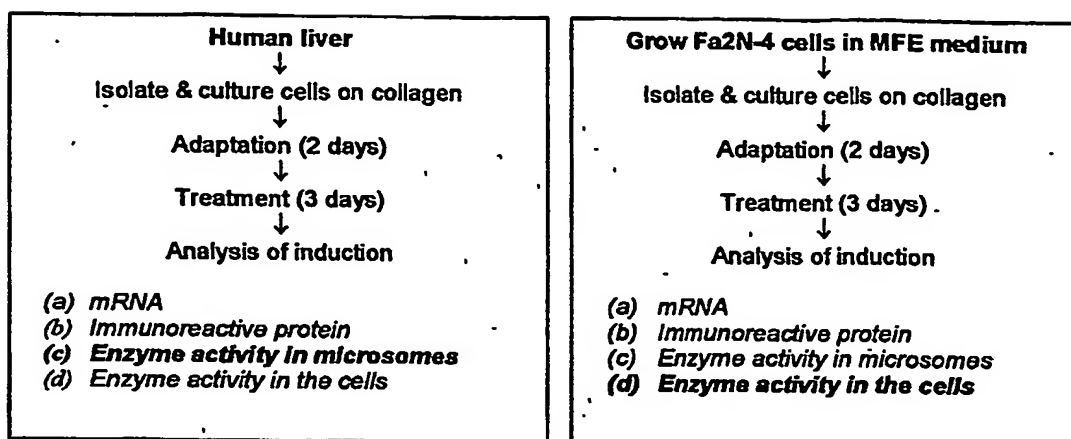 Human liver
↓
Isolate & culture cells on collagen
↓
Adaptation (2 days)
↓
Treatment (3 days)
↓
Analysis of induction
(a) mRNA
(b) Immunoreactive protein
(c) Enzyme activity in microsomes
(d) Enzyme activity in the cells
Grow Fa2N-4 cells in MFE medium
↓
Isolate & culture cells on collagen
↓
Adaptation (2 days)
↓
Treatment (3 days)
↓
Analysis of induction
(a) mRNA
(b) Immunoreactive protein
(c) Enzyme activity in microsomes
(d) Enzyme activity in the cells